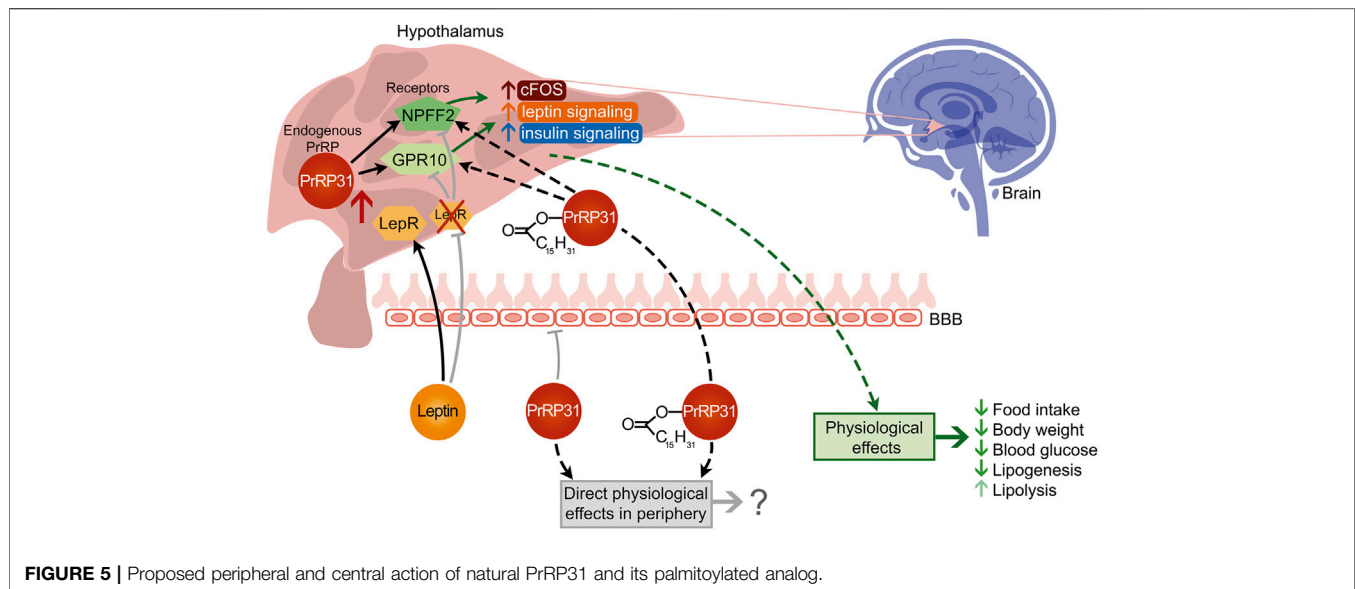 Hypothalamus
Receptors
NPFF2
GPR10
Endogenous
PrRP
PrRP31
LepR
LepR
↑ cFOS
↑ leptin signaling
↑ insulin signaling
Brain
O
O
PrRP31
C15H31
BBB
Leptin
PrRP31
O
O
PrRP31
C15H31
Direct physiological
effects in periphery
?
Physiological
effects
↓ Food intake
↓ Body weight
↓ Blood glucose
↓ Lipogenesis
↑ Lipolysis
FIGURE 5 | Proposed peripheral and central action of natural PrRP31 and its palmitoylated analog.